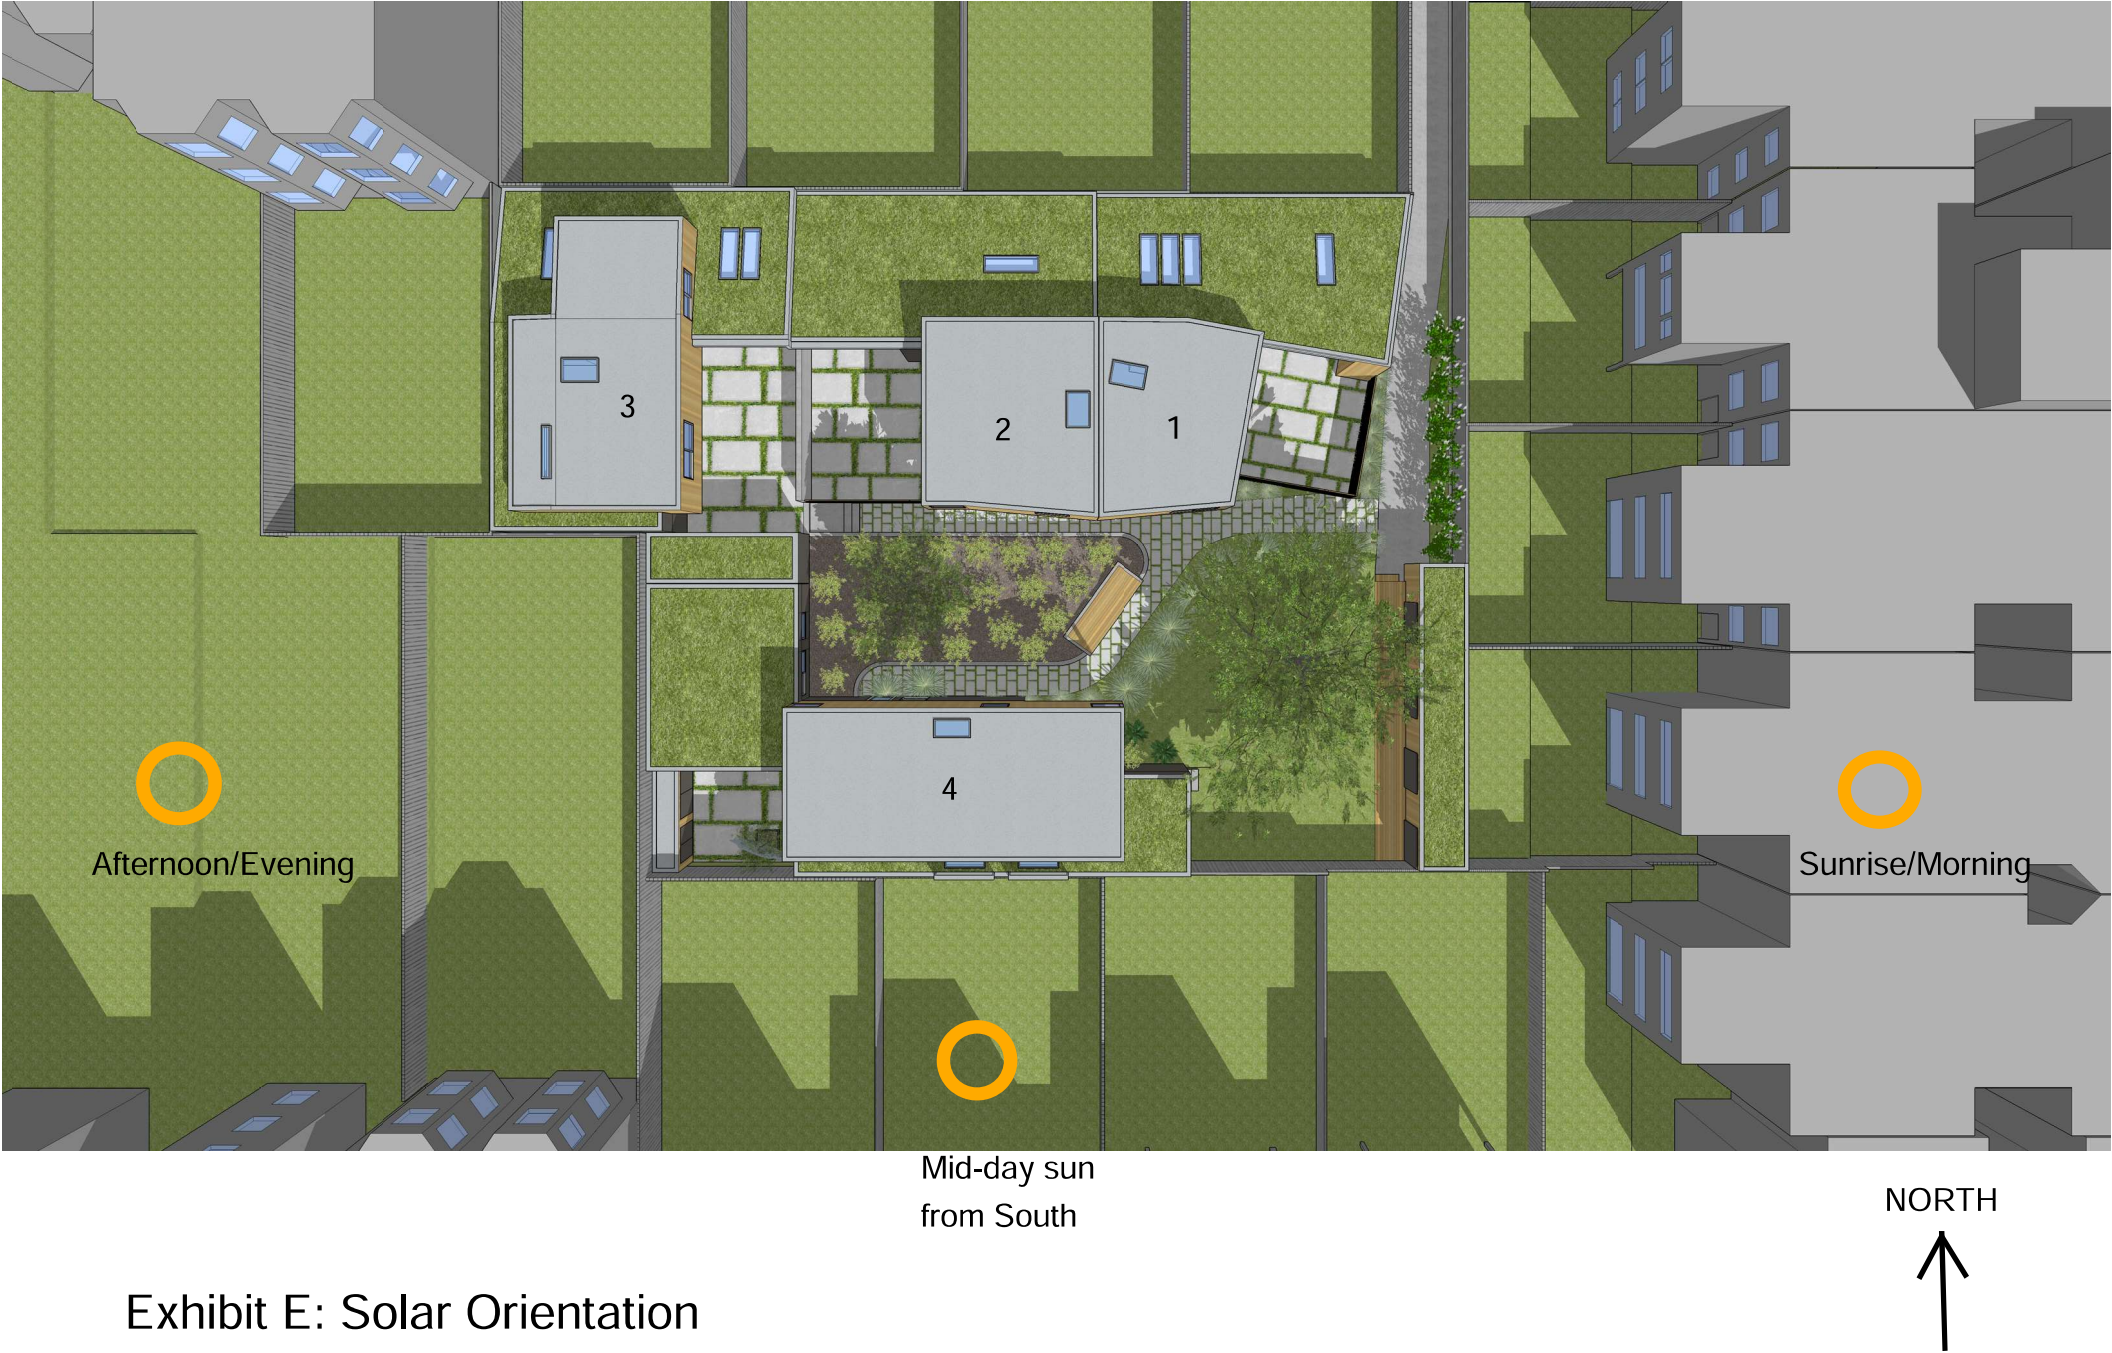 3
2
1
4
Afternoon/Evening
Sunrise/Morning
Mid-day sun
from South
NORTH
Exhibit E: Solar Orientation